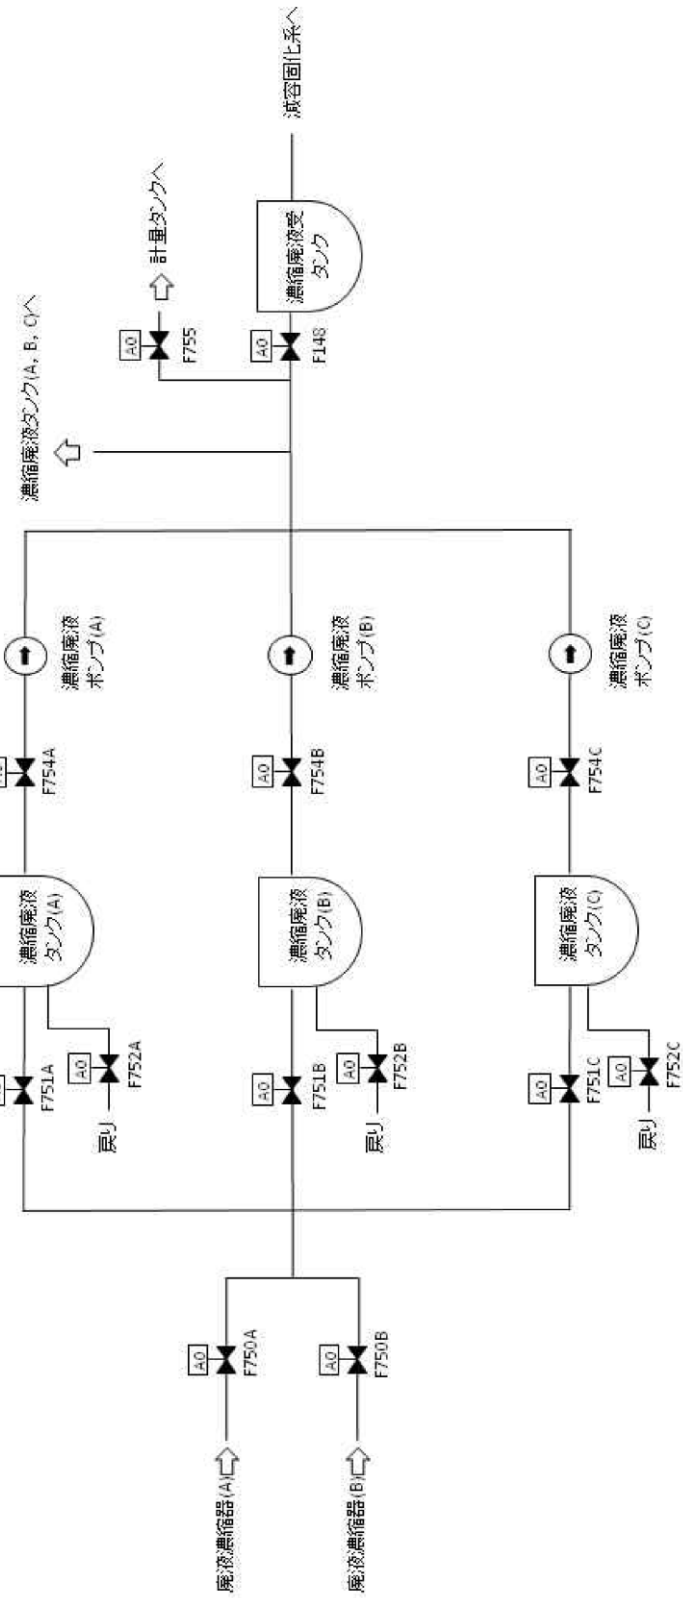 濃縮廃液タンク(A, B, C)へ
計量タンクへ
減容固化系へ
AO
F755
AO
F148
濃縮廃液受
タンク
濃縮廃液
ポンプ(A)
濃縮廃液
ポンプ(B)
濃縮廃液
ポンプ(C)
F754A
AO
F754B
AO
F754C
濃縮廃液
タンク(A)
濃縮廃液
タンク(B)
濃縮廃液
タンク(C)
F751A
AO
F752A
戻り
AO
F751B
AO
F752B
戻り
AO
F751C
AO
F752C
戻り
AO
F750A
AO
F750B
廃液濃縮器(A)
廃液濃縮器(B)